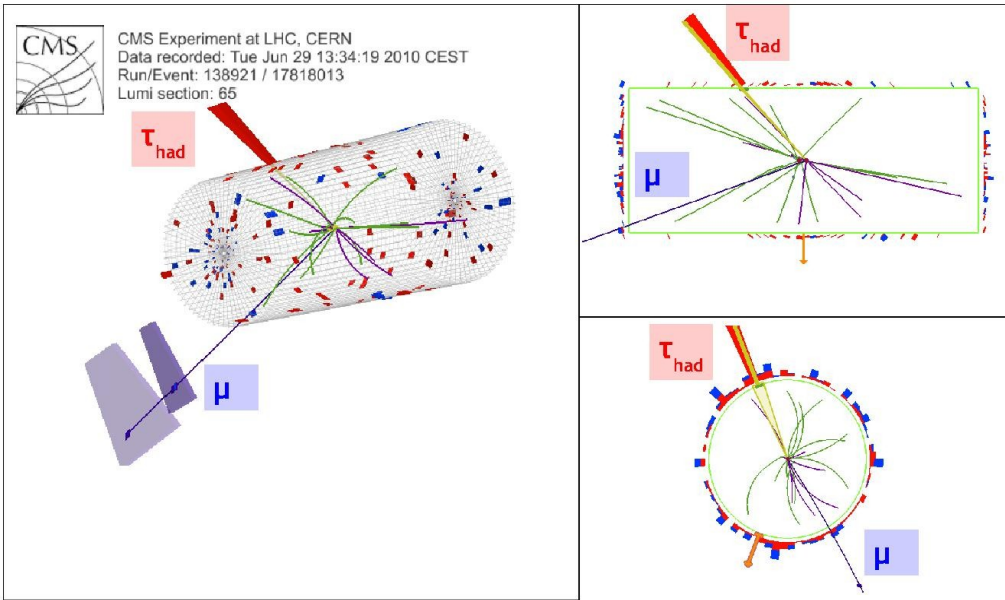 CMS
CMS Experiment at LHC, CERN
Data recorded: Tue Jun 29 13:34:19 2010 CEST
Run/Event: 138921 / 17818013
Lumi section: 65
τhad
μ
τhad
μ
τhad
μ